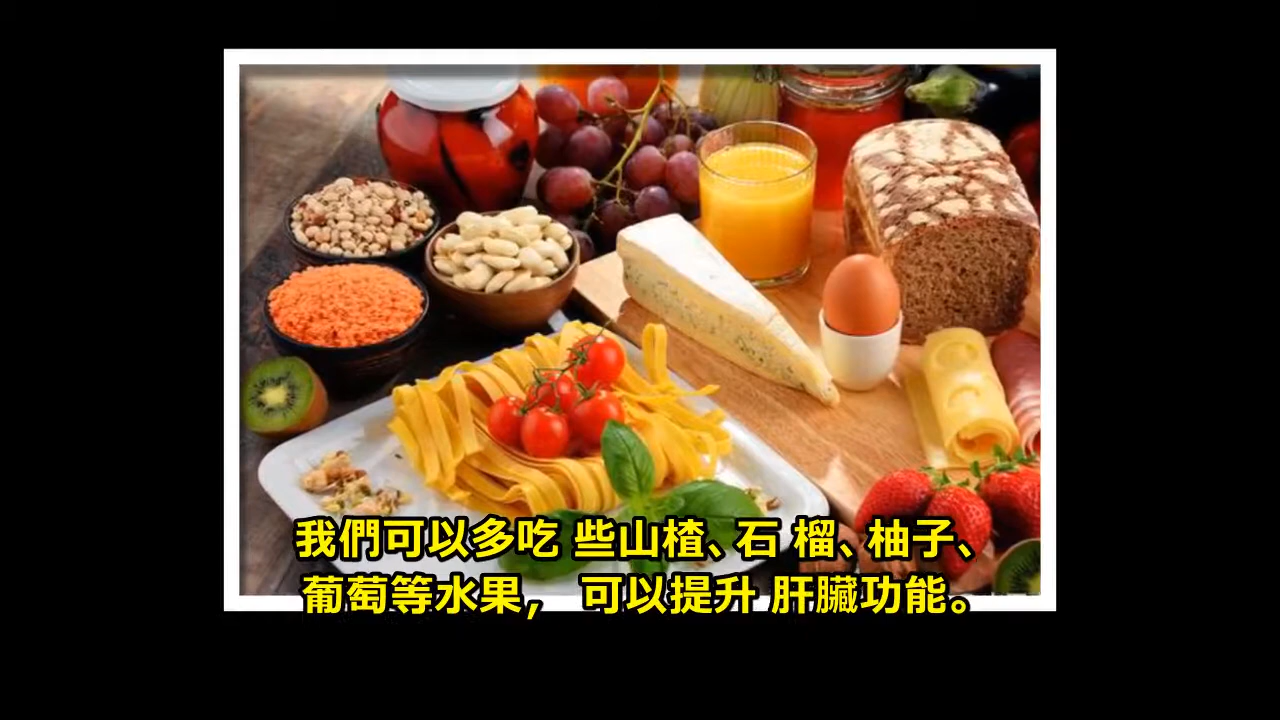 我們可以多吃 些山楂、石 榴、柚子、
葡萄等水果， 可以提升 肝臟功能。